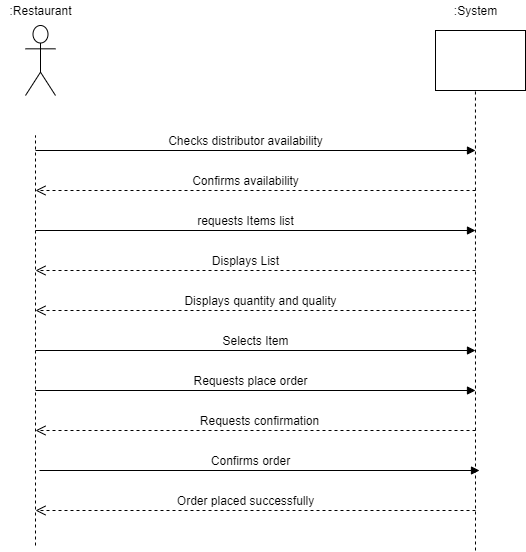 :Restaurant
:System
Checks distributor availability
Confirms availability
requests Items list
Displays List
Displays quantity and quality
Selects Item
Requests place order
Requests confirmation
Confirms order
Order placed successfully